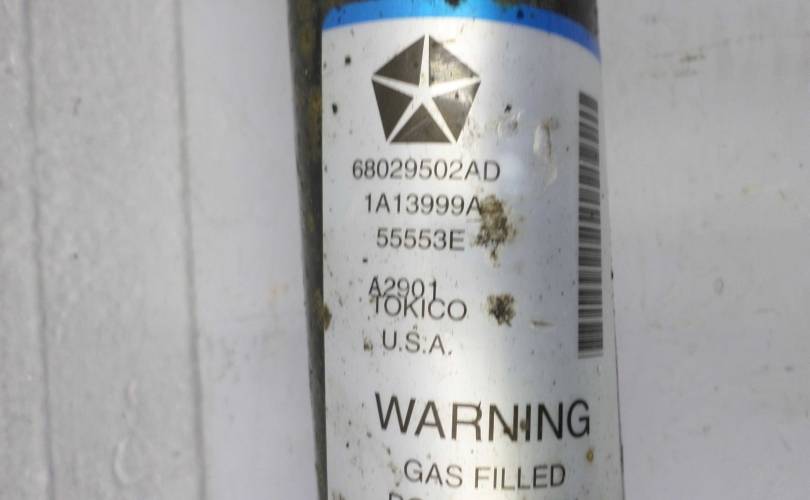 68029502AD
1A13999A
55553E
A2901
TOKICO
U.S.A.
WARNING
GAS FILLED